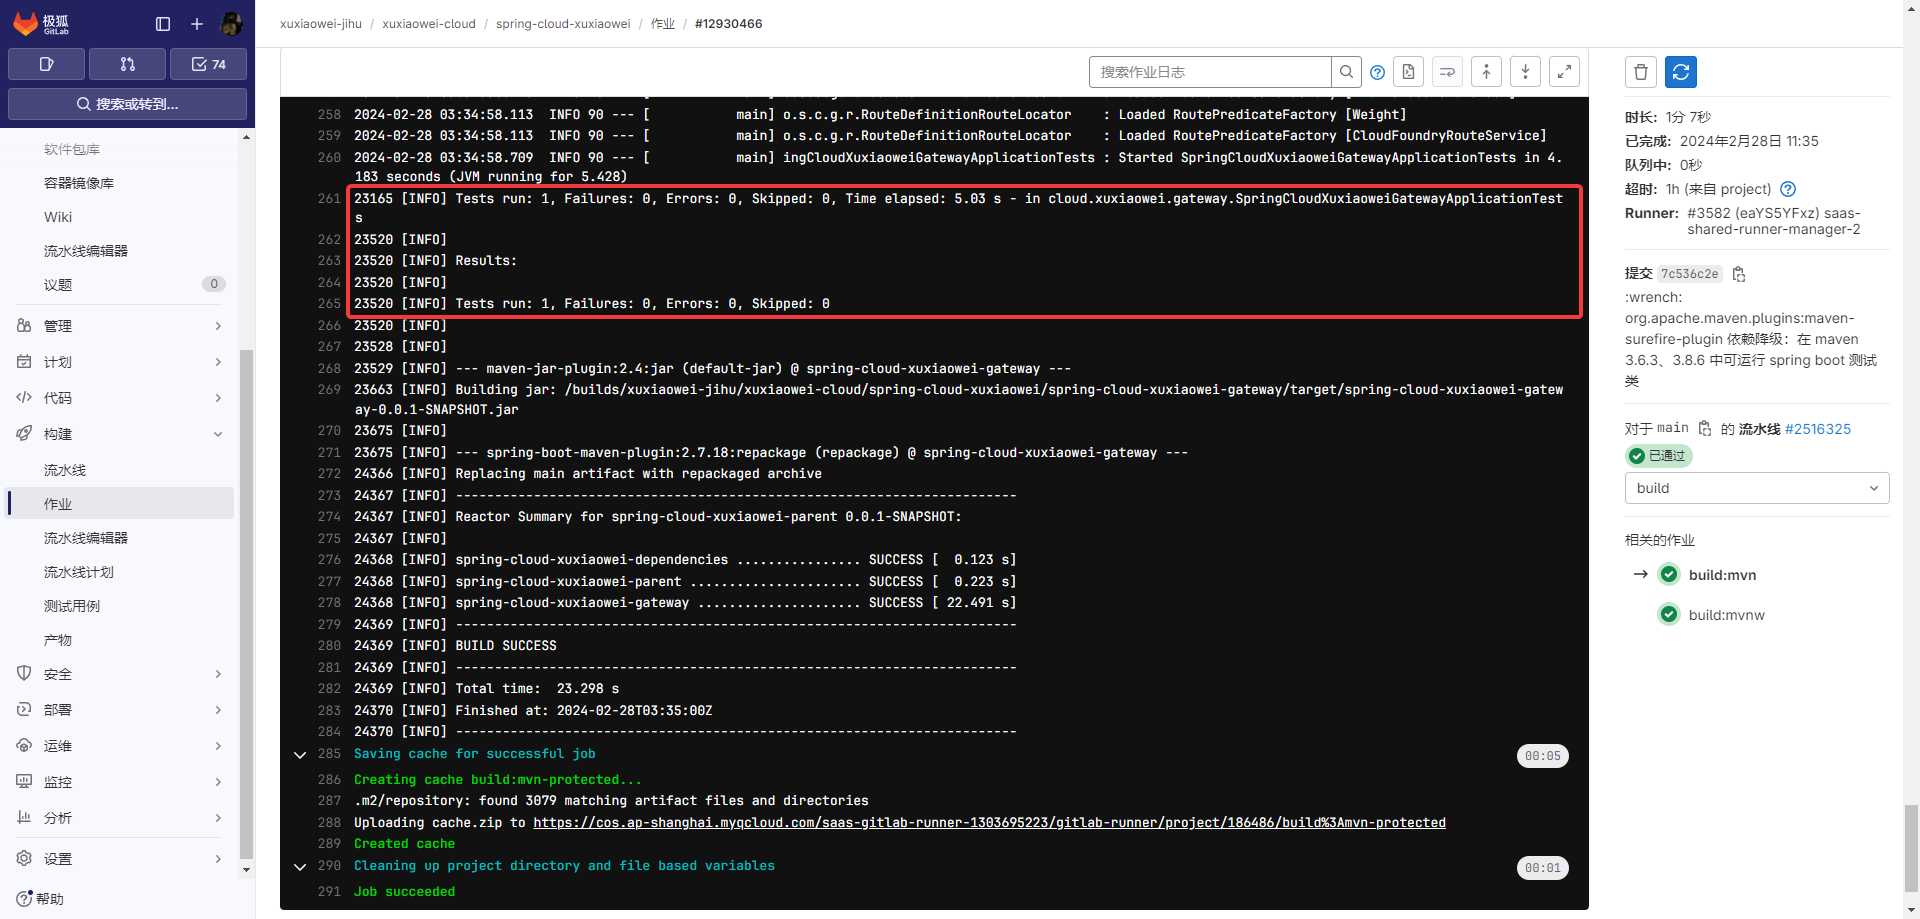 极狐
GitLab
74
搜索或转到...
软件包库
容器镜像库
Wiki
流水线编辑器
议题 0
管理
计划
代码
构建
流水线
作业
流水线编辑器
流水线计划
测试用例
产物
安全
部署
运维
监控
分析
设置
帮助
xuxiaowei-jihu / xuxiaowei-cloud / spring-cloud-xuxiaowei / 作业 / #12930466
搜索作业日志
258 2024-02-28 03:34:58.113  INFO 90 --- [           main] o.s.c.g.r.RouteDefinitionRouteLocator    : Loaded RoutePredicateFactory [Weight]
259 2024-02-28 03:34:58.113  INFO 90 --- [           main] o.s.c.g.r.RouteDefinitionRouteLocator    : Loaded RoutePredicateFactory [CloudFoundryRouteService]
260 2024-02-28 03:34:58.709  INFO 90 --- [           main] ingCloudXuxiaoweiGatewayApplicationTests : Started SpringCloudXuxiaoweiGatewayApplicationTests in 4.
183 seconds (JVM running for 5.428)
261 23165 [INFO] Tests run: 1, Failures: 0, Errors: 0, Skipped: 0, Time elapsed: 5.03 s - in cloud.xuxiaowei.gateway.SpringCloudXuxiaoweiGatewayApplicationTest
s
262 23520 [INFO]
263 23520 [INFO] Results:
264 23520 [INFO]
265 23520 [INFO] Tests run: 1, Failures: 0, Errors: 0, Skipped: 0
266 23520 [INFO]
267 23528 [INFO]
268 23529 [INFO] --- maven-jar-plugin:2.4:jar (default-jar) @ spring-cloud-xuxiaowei-gateway ---
269 23663 [INFO] Building jar: /builds/xuxiaowei-jihu/xuxiaowei-cloud/spring-cloud-xuxiaowei/spring-cloud-xuxiaowei-gateway/target/spring-cloud-xuxiaowei-gatew
ay-0.0.1-SNAPSHOT.jar
270 23675 [INFO]
271 23675 [INFO] --- spring-boot-maven-plugin:2.7.18:repackage (repackage) @ spring-cloud-xuxiaowei-gateway ---
272 24366 [INFO] Replacing main artifact with repackaged archive
273 24367 [INFO] ------------------------------------------------------------------------
274 24367 [INFO] Reactor Summary for spring-cloud-xuxiaowei-parent 0.0.1-SNAPSHOT:
275 24367 [INFO]
276 24368 [INFO] spring-cloud-xuxiaowei-dependencies ................ SUCCESS [  0.123 s]
277 24368 [INFO] spring-cloud-xuxiaowei-parent ...................... SUCCESS [  0.223 s]
278 24368 [INFO] spring-cloud-xuxiaowei-gateway ..................... SUCCESS [ 22.491 s]
279 24369 [INFO] ------------------------------------------------------------------------
280 24369 [INFO] BUILD SUCCESS
281 24369 [INFO] ------------------------------------------------------------------------
282 24369 [INFO] Total time:  23.298 s
283 24370 [INFO] Finished at: 2024-02-28T03:35:00Z
284 24370 [INFO] ------------------------------------------------------------------------
285 Saving cache for successful job 00:05
286 Creating cache build:mvn-protected...
287 .m2/repository: found 3079 matching artifact files and directories
288 Uploading cache.zip to https://cos.ap-shanghai.myqcloud.com/saas-gitlab-runner-1303695223/gitlab-runner/project/186486/build%3Amvn-protected
289 Created cache
290 Cleaning up project directory and file based variables 00:01
291 Job succeeded
时长: 1分 7秒
已完成: 2024年2月28日 11:35
队列中: 0秒
超时: 1h (来自 project)
Runner: #3582 (eaYS5YFxz) saas-
shared-runner-manager-2
提交 7c536c2e
:wrench:
org.apache.maven.plugins:maven-
surefire-plugin 依赖降级：在 maven
3.6.3、3.8.6 中可运行 spring boot 测试
类
对于 main 的 流水线 #2516325
已通过
build
相关的作业
build:mvn
build:mvnw